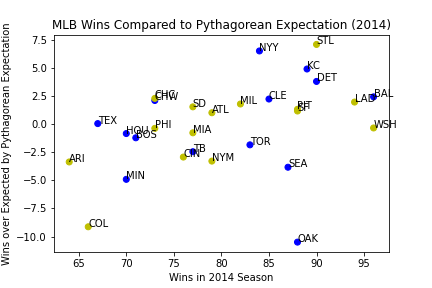 MLB Wins Compared to Pythagorean Expectation (2014)
Wins over Expected by Pythagorean Expectation
7.5
5.0
2.5
0.0
−2.5
−5.0
−7.5
−10.0
STL
NYY
KC
DET
BAL
LAD
CLE
CHC
CHW
SD
MIL
PIT
SF
ATL
TEX
PHI
WSH
MIA
HOU
BOS
TOR
TB
CIN
NYM
ARI
SEA
MIN
COL
OAK
65 70 75 80 85 90 95
Wins in 2014 Season